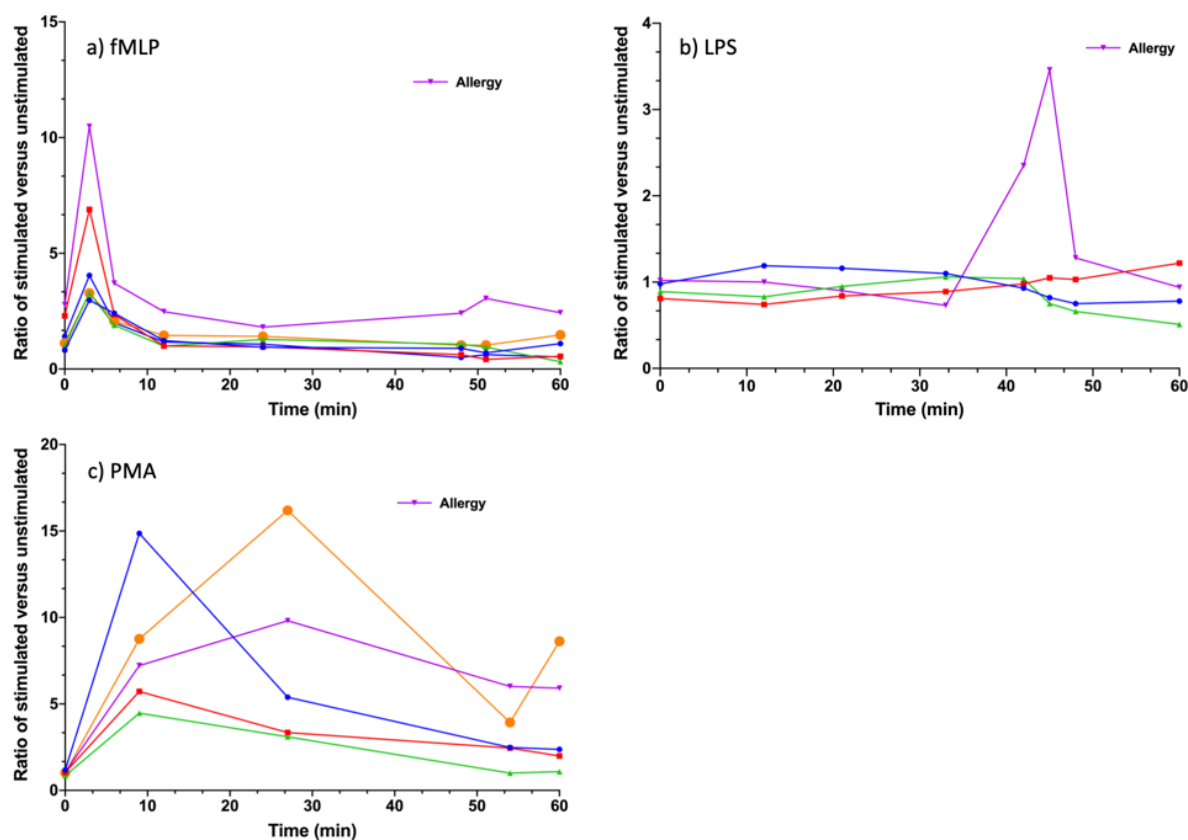 a) fMLP
Allergy
Ratio of stimulated versus unstimulated
15
10
5
0
0 10 20 30 40 50 60
Time (min)
b) LPS
Allergy
Ratio of stimulated versus unstimulated
4
3
2
1
0
0 10 20 30 40 50 60
Time (min)
c) PMA
Allergy
Ratio of stimulated versus unstimulated
20
15
10
5
0
0 10 20 30 40 50 60
Time (min)